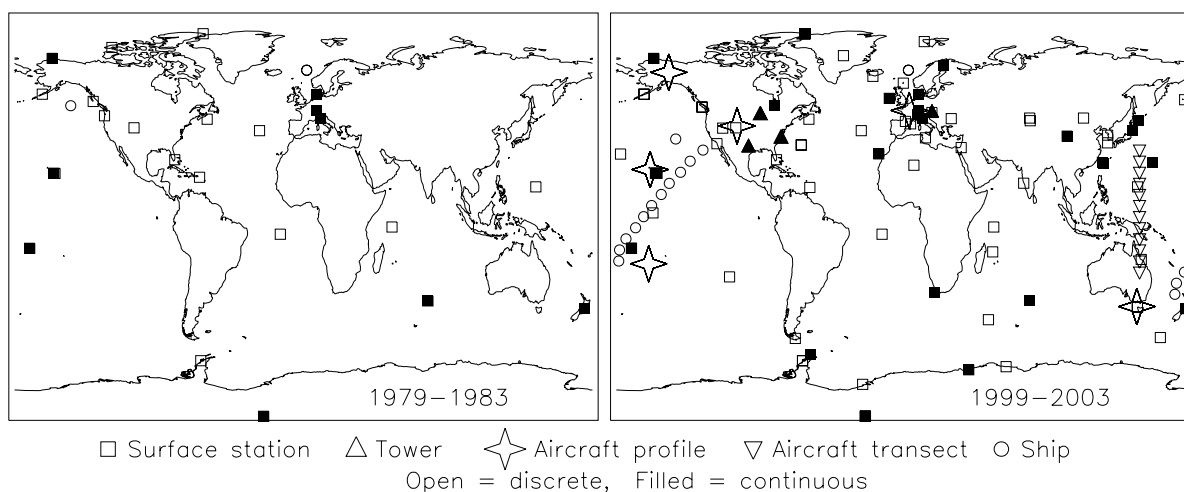 1979−1983
1999−2003
Surface station Tower Aircraft profile Aircraft transect Ship
Open = discrete, Filled = continuous